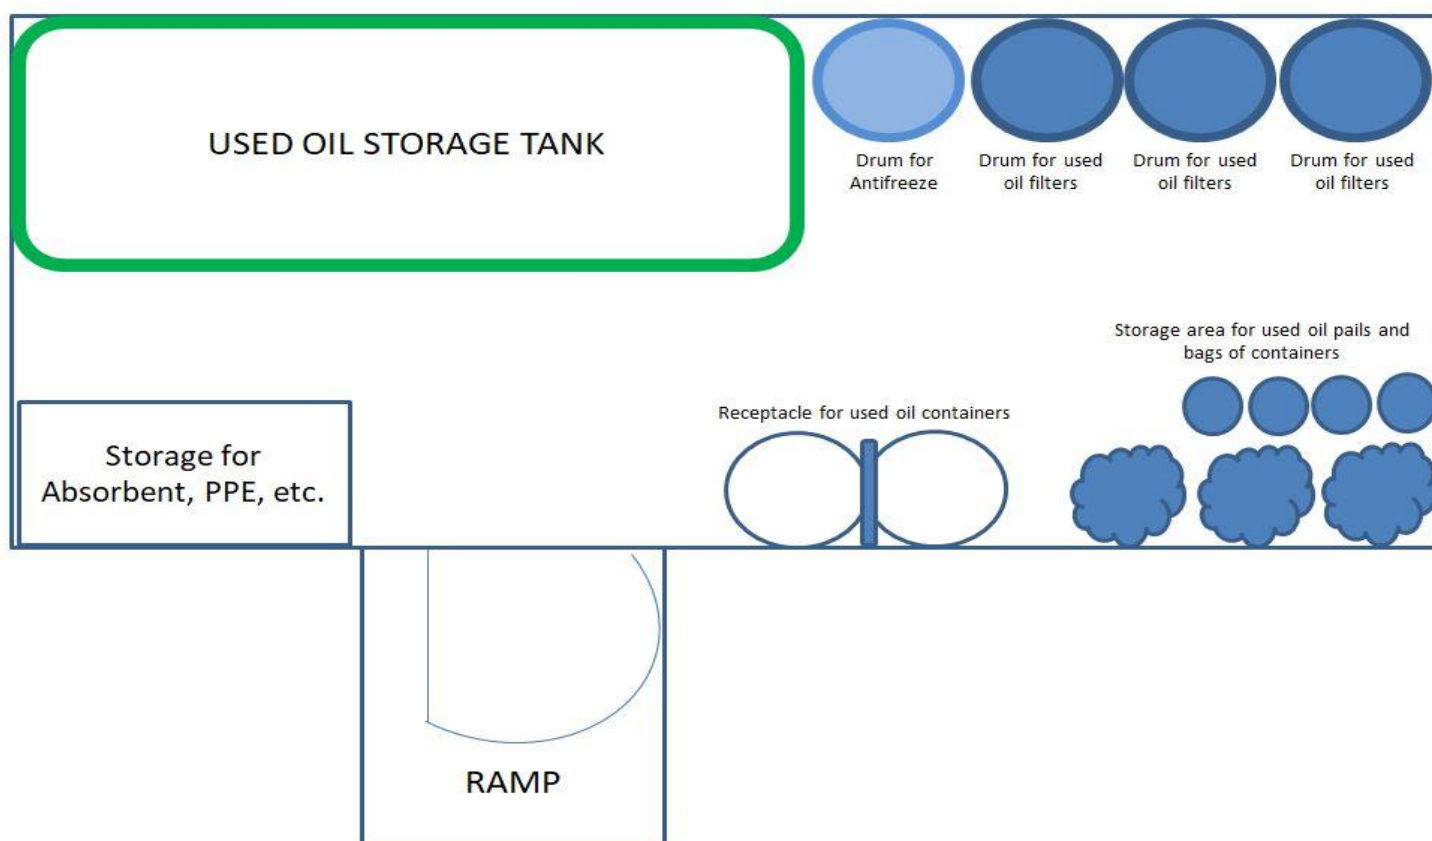 USED OIL STORAGE TANK
Drum for
Antifreeze
Drum for used
oil filters
Drum for used
oil filters
Drum for used
oil filters
Storage area for used oil pails and
bags of containers
Receptacle for used oil containers
Storage for
Absorbent, PPE, etc.
RAMP